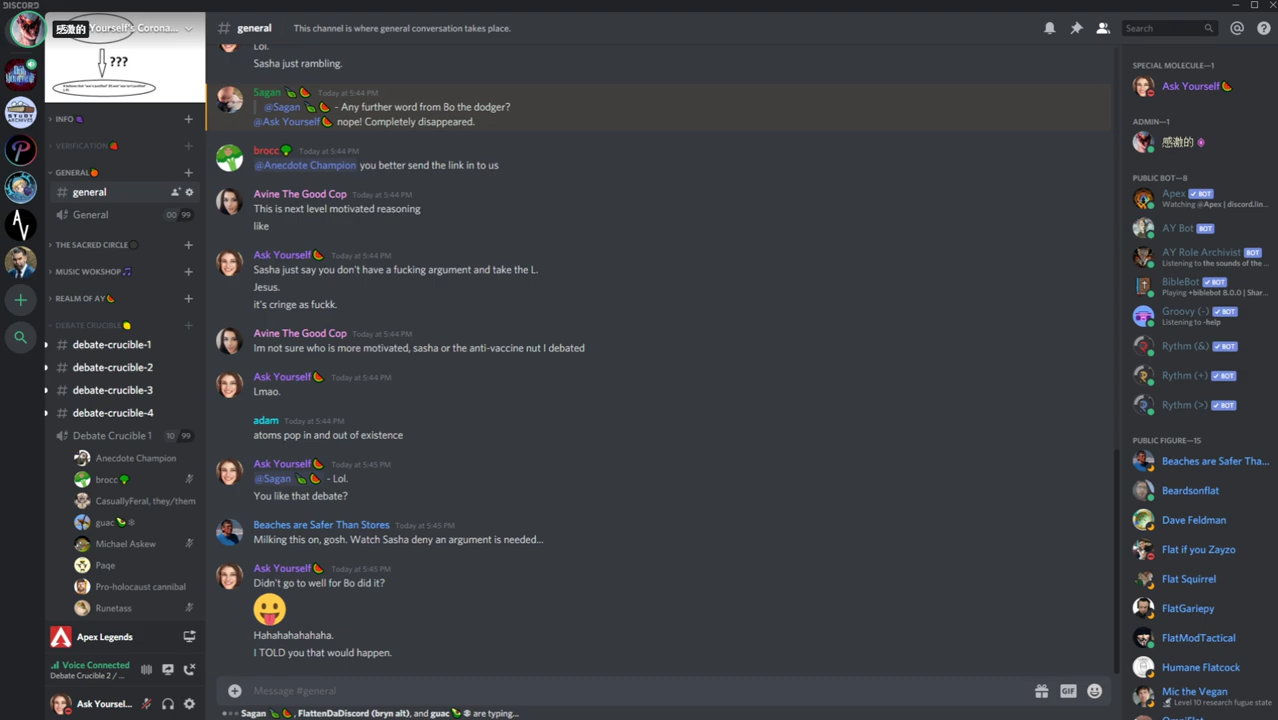 DISCORD
感激的 Yourself's Corona...
???
INFO
VERIFICATION
GENERAL
general
General 00 99
THE SACRED CIRCLE
MUSIC WOKSHOP
REALM OF AY
DEBATE CRUCIBLE
debate-crucible-1
debate-crucible-2
debate-crucible-3
debate-crucible-4
Debate Crucible 1 10 99
Anecdote Champion
brocc
CasuallyFeral, they/them
guac
Michael Askew
Paqe
Pro-holocaust cannibal
Runetass
Apex Legends
Voice Connected
Debate Crucible 2 / ...
Ask Yoursel...
# general This channel is where general conversation takes place.
Search
Lol.
Sasha just rambling.
Sagan Today at 5:44 PM
@Sagan - Any further word from Bo the dodger?
@Ask Yourself nope! Completely disappeared.
brocc Today at 5:44 PM
@Anecdote Champion you better send the link in to us
Avine The Good Cop Today at 5:44 PM
This is next level motivated reasoning
like
Ask Yourself Today at 5:44 PM
Sasha just say you don't have a fucking argument and take the L.
Jesus.
it's cringe as fuckk.
Avine The Good Cop Today at 5:44 PM
Im not sure who is more motivated, sasha or the anti-vaccine nut I debated
Ask Yourself Today at 5:44 PM
Lmao.
adam Today at 5:44 PM
atoms pop in and out of existence
Ask Yourself Today at 5:45 PM
@Sagan - Lol.
You like that debate?
Beaches are Safer Than Stores Today at 5:45 PM
Milking this on, gosh. Watch Sasha deny an argument is needed...
Ask Yourself Today at 5:45 PM
Didn't go to well for Bo did it?
Hahahahahahaha.
I TOLD you that would happen.
Message #general
GIF
Sagan, FlattenDaDiscord (bryn alt), and guac are typing...
SPECIAL MOLECULE—1
Ask Yourself
ADMIN—1
感激的
PUBLIC BOT—8
Apex BOT
Watching @Apex | discord.lin...
AY Bot BOT
AY Role Archivist BOT
Listening to the sounds of the...
BibleBot BOT
Playing +biblebot 8.0.0 | Shar...
Groovy (-) BOT
Listening to -help
Rythm (&) BOT
Rythm (+) BOT
Rythm (>) BOT
PUBLIC FIGURE—15
Beaches are Safer Tha...
Beardsonflat
Dave Feldman
Flat if you Zayzo
Flat Squirrel
FlatGariepy
FlatModTactical
Humane Flatcock
Mic the Vegan
Level 10 research fugue state